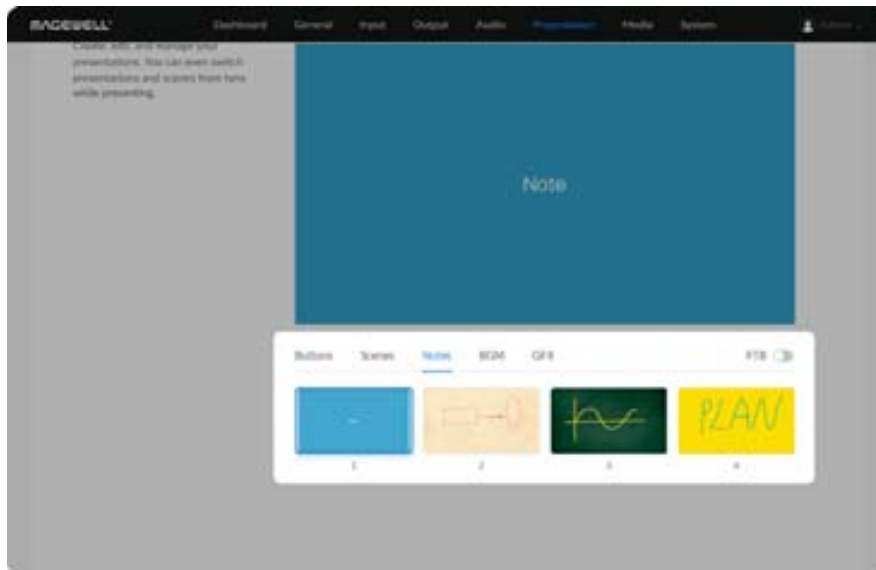 MAGEWELL
Dashboard General Input Output Audio Presentation Media System Admin
Create, edit, and manage your
presentations. You can even switch
presentations and scenes from here
while presenting.
Note
Buttons Scenes Notes BGM GFX FTB
1 2 3 4
PLAN